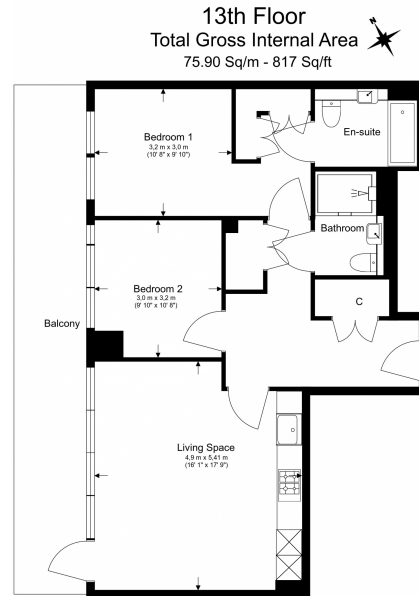 13th Floor
Total Gross Internal Area
75.90 Sq/m - 817 Sq/ft
N
Bedroom 1
3,2 m x 3,0 m
(10' 8" x 9' 10")
En-suite
Bathroom
Bedroom 2
3,0 m x 3,2 m
(9' 10" x 10' 8")
C
Balcony
Living Space
4,9 m x 5,41 m
(16' 1" x 17' 9")